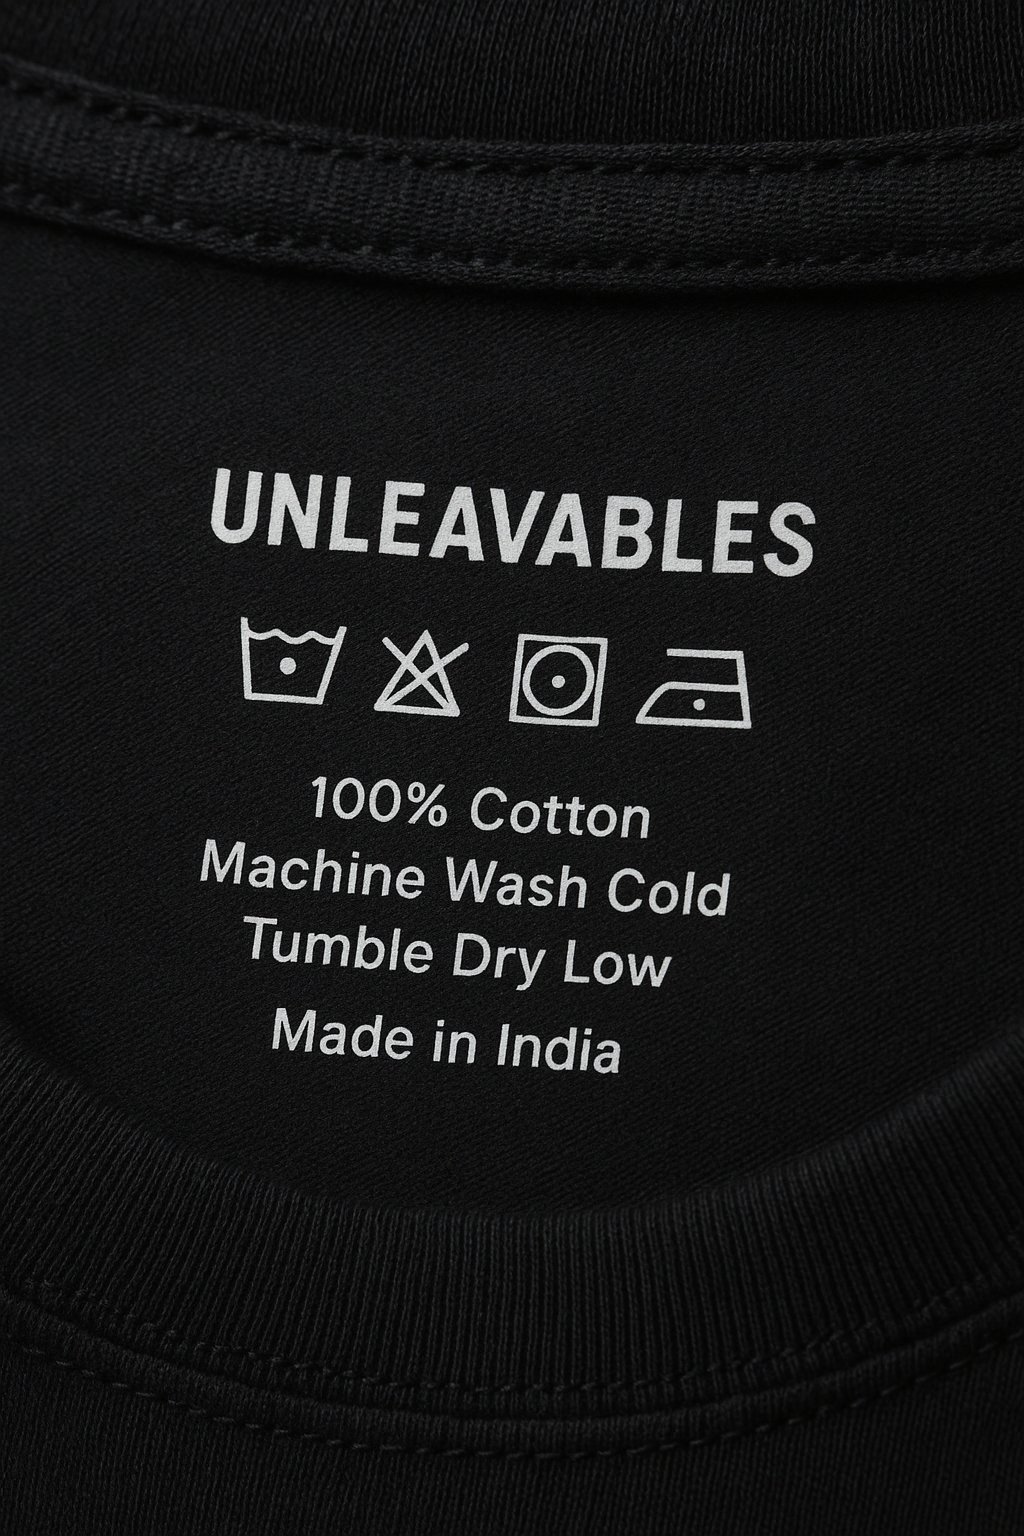 UNLEAVABLES
100% Cotton
Machine Wash Cold
Tumble Dry Low
Made in India